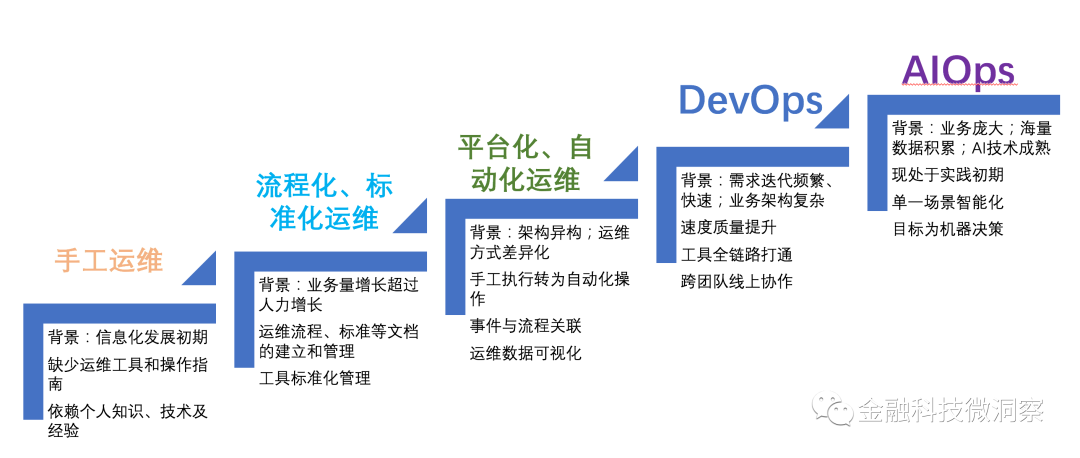 手工运维
背景：信息化发展初期
缺少运维工具和操作指
南
依赖个人知识、技术及
经验
流程化、标
准化运维
背景：业务量增长超过
人力增长
运维流程、标准等文档
的建立和管理
工具标准化管理
平台化、自
动化运维
背景：架构异构；运维
方式差异化
手工执行转为自动化操
作
事件与流程关联
运维数据可视化
DevOps
背景：需求迭代频繁、
快速；业务架构复杂
速度质量提升
工具全链路打通
跨团队线上协作
AIOps
背景：业务庞大；海量
数据积累；AI技术成熟
现处于实践初期
单一场景智能化
目标为机器决策
金融科技微洞察